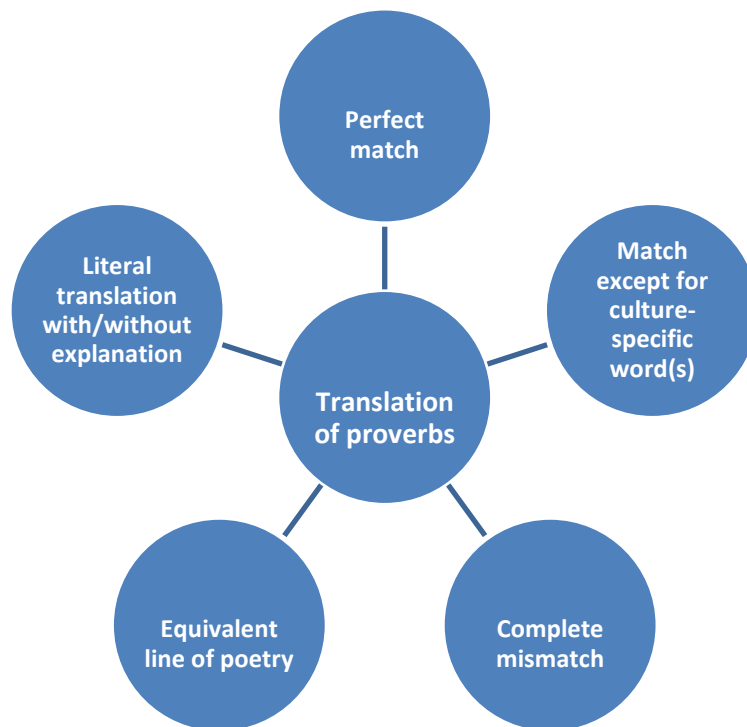 Perfect
match
Match
except for
culture-
specific
word(s)
Complete
mismatch
Equivalent
line of poetry
Literal
translation
with/without
explanation
Translation
of proverbs